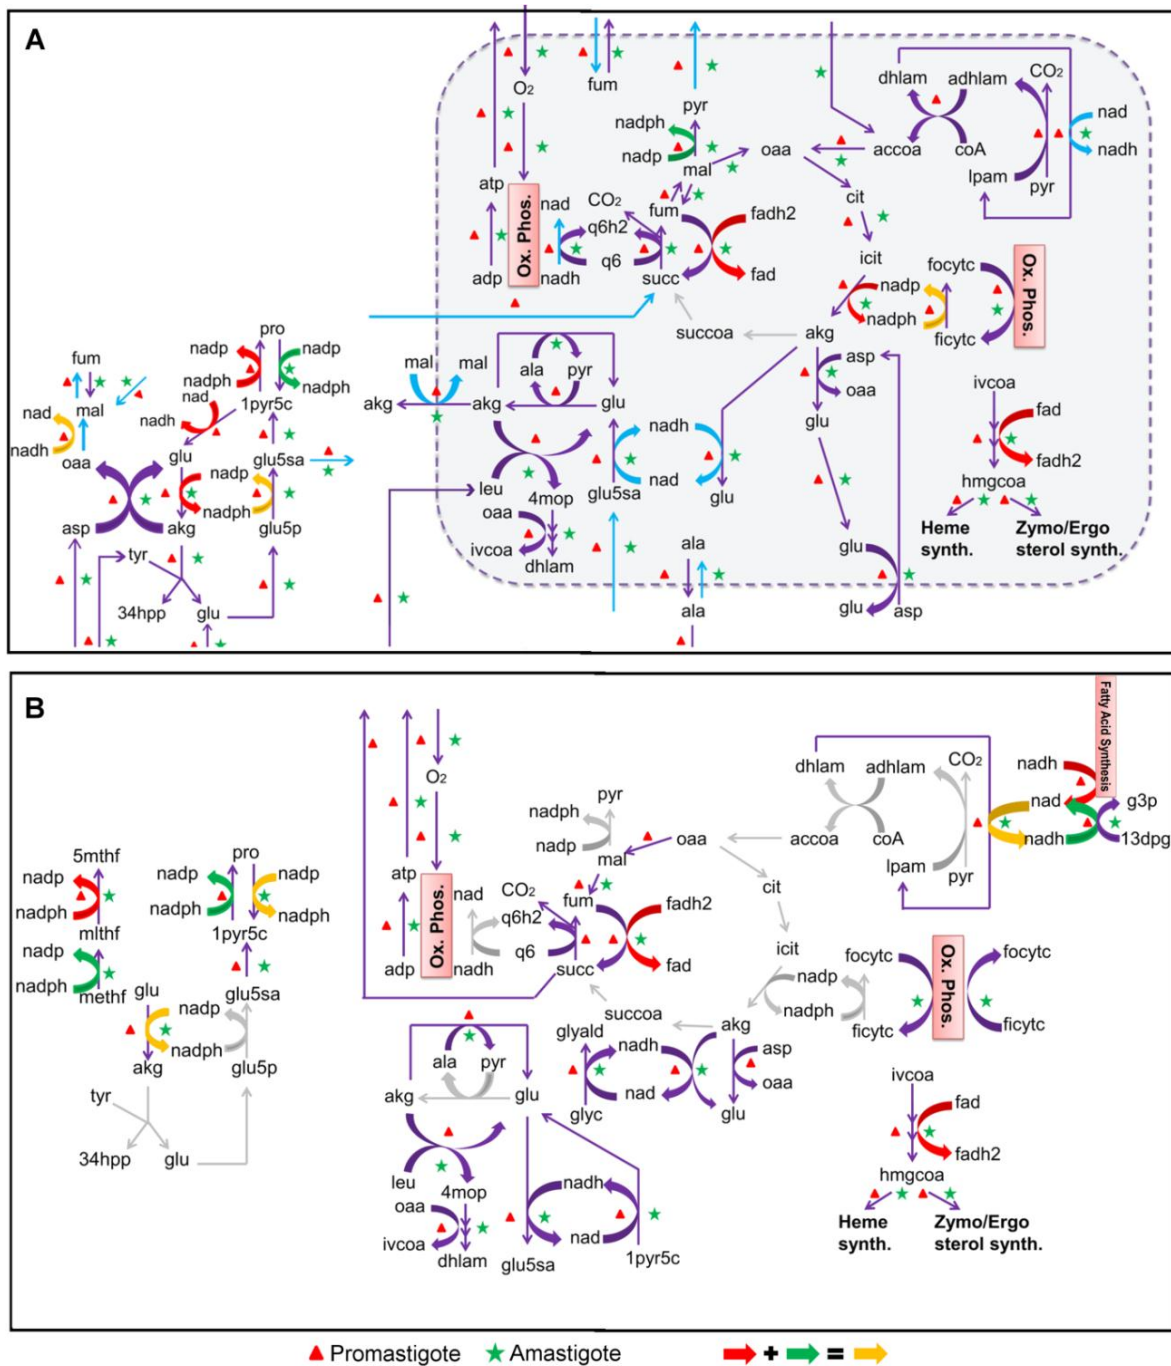 A
O2
fum
pyr
nadph
nadp
mal
oaa
accoa
dhlam
adhlam
coA
CO2
lpam
pyr
nad
nadh
atp
adp
Ox. Phos.
nad
nadh
CO2
q6h2
q6
fum
succ
fadh2
fad
cit
icit
nadp
nadph
focytc
ficytc
Ox. Phos.
succoa
akg
asp
oaa
glu
pro
nadp
nadph
nadp
nadph
1pyr5c
fum
mal
nad
nadh
oaa
nad
nadh
glu
glu5sa
nadp
nadph
asp
akg
glu5p
tyr
34hpp
glu
mal
mal
akg
akg
ala
pyr
glu
leu
4mop
oaa
ivcoa
dhlam
glu5sa
nadh
nad
glu
ala
ala
glu
glu
asp
ivcoa
fad
fadh2
hmgcoa
Heme
synth.
Zymo/Ergo
sterol synth.
B
O2
atp
adp
Ox. Phos.
nad
nadh
nadph
nadp
pyr
mal
oaa
CO2
q6h2
q6
fum
succ
fadh2
fad
accoa
dhlam
adhlam
coA
CO2
lpam
pyr
nadh
nad
nadh
Fatty Acid Synthesis
g3p
13dpg
cit
icit
nadp
nadph
focytc
ficytc
Ox. Phos.
focytc
ficytc
succoa
akg
5mthf
nadp
nadph
mlthf
nadp
nadph
methf
pro
nadp
nadph
nadp
nadph
1pyr5c
glu
nadp
nadph
akg
glu5sa
glu5p
tyr
34hpp
glu
glyald
nadh
nad
glyc
asp
oaa
glu
ala
pyr
akg
glu
leu
4mop
oaa
ivcoa
dhlam
glu5sa
nadh
nad
1pyr5c
ivcoa
fad
fadh2
hmgcoa
Heme
synth.
Zymo/Ergo
sterol synth.
Promastigote
Amastigote
+
=